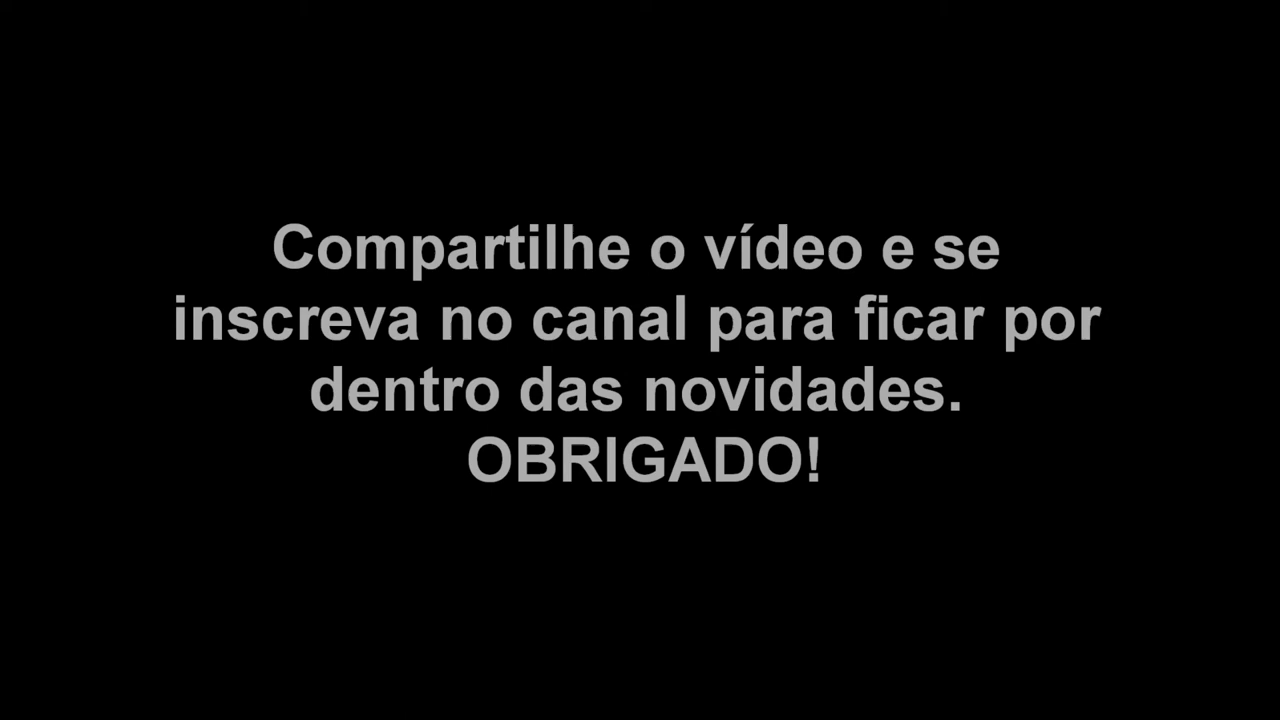 Compartilhe o vídeo e se
inscreva no canal para ficar por
dentro das novidades.
OBRIGADO!